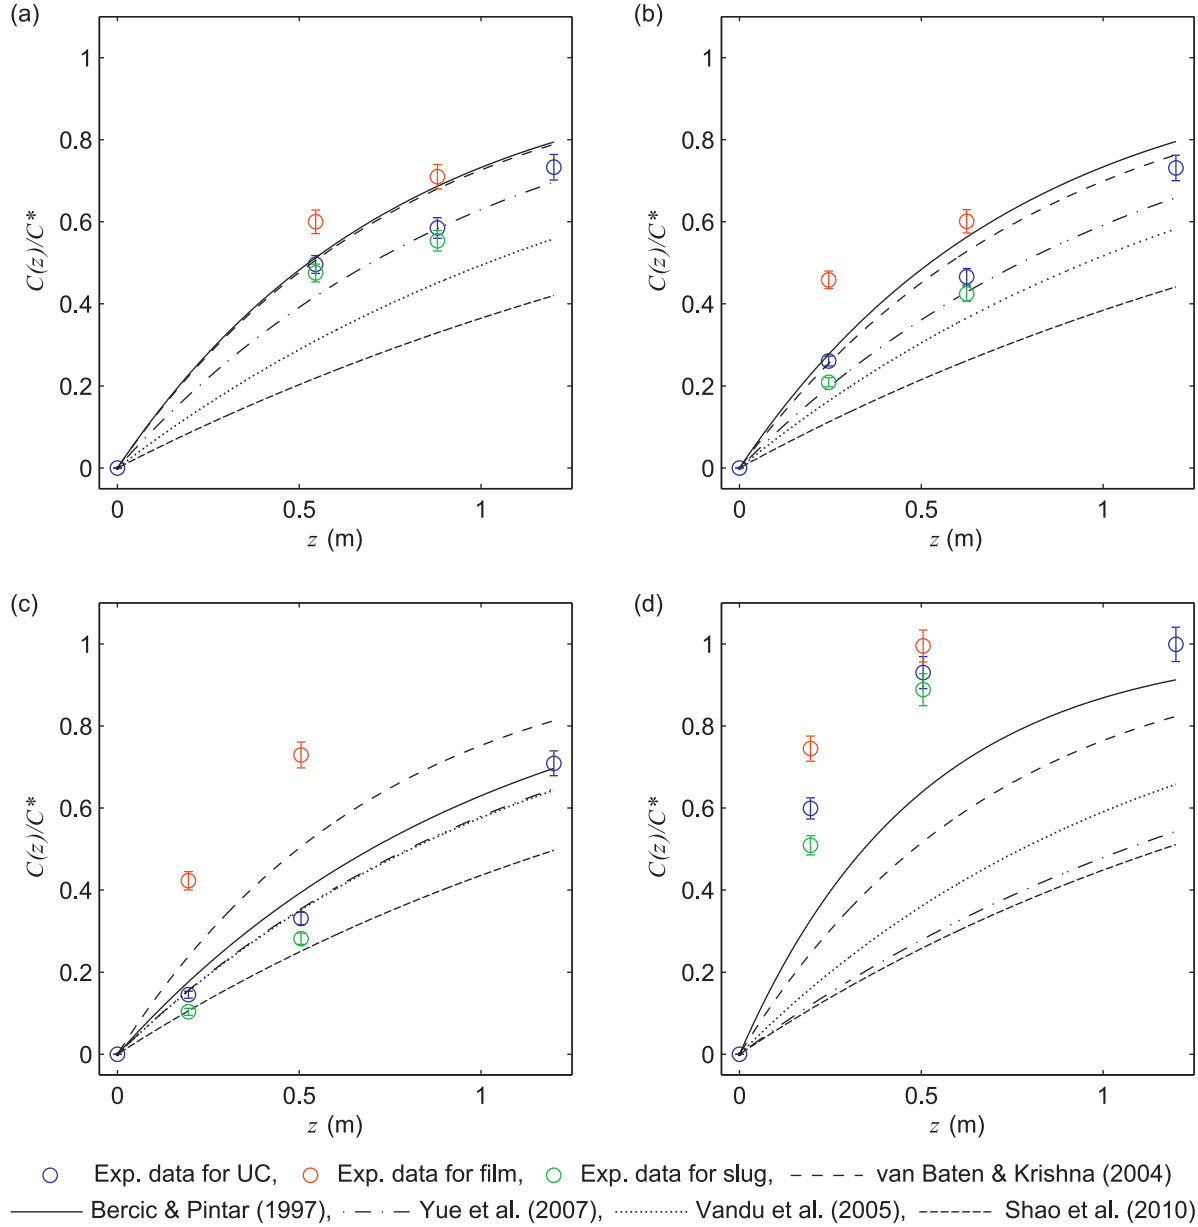 (a)
1
0.8
0.6
0.4
0.2
0
C(z)/C*
0 0.5 1
z (m)
(b)
1
0.8
0.6
0.4
0.2
0
C(z)/C*
0 0.5 1
z (m)
(c)
1
0.8
0.6
0.4
0.2
0
C(z)/C*
0 0.5 1
z (m)
(d)
1
0.8
0.6
0.4
0.2
0
C(z)/C*
0 0.5 1
z (m)
Exp. data for UC, Exp. data for film, Exp. data for slug, van Baten & Krishna (2004)
Bercic & Pintar (1997), Yue et al. (2007), Vandu et al. (2005), Shao et al. (2010)